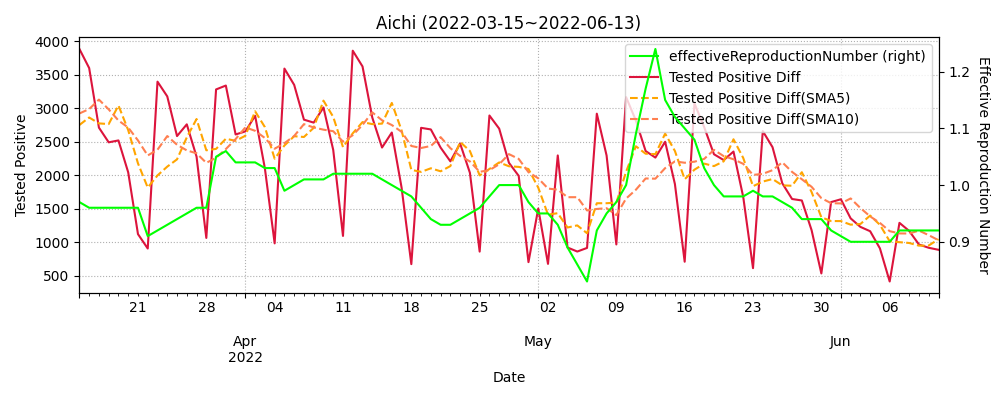 Aichi (2022-03-15~2022-06-13)
Tested Positive
4000
3500
3000
2500
2000
1500
1000
500
effectiveReproductionNumber (right)
Tested Positive Diff
Tested Positive Diff(SMA5)
Tested Positive Diff(SMA10)
1.2
1.1
1.0
0.9
Effective Reproduction Number
21 28 04 11 18 25 02 09 16 23 30 06
Apr May Jun
2022
Date